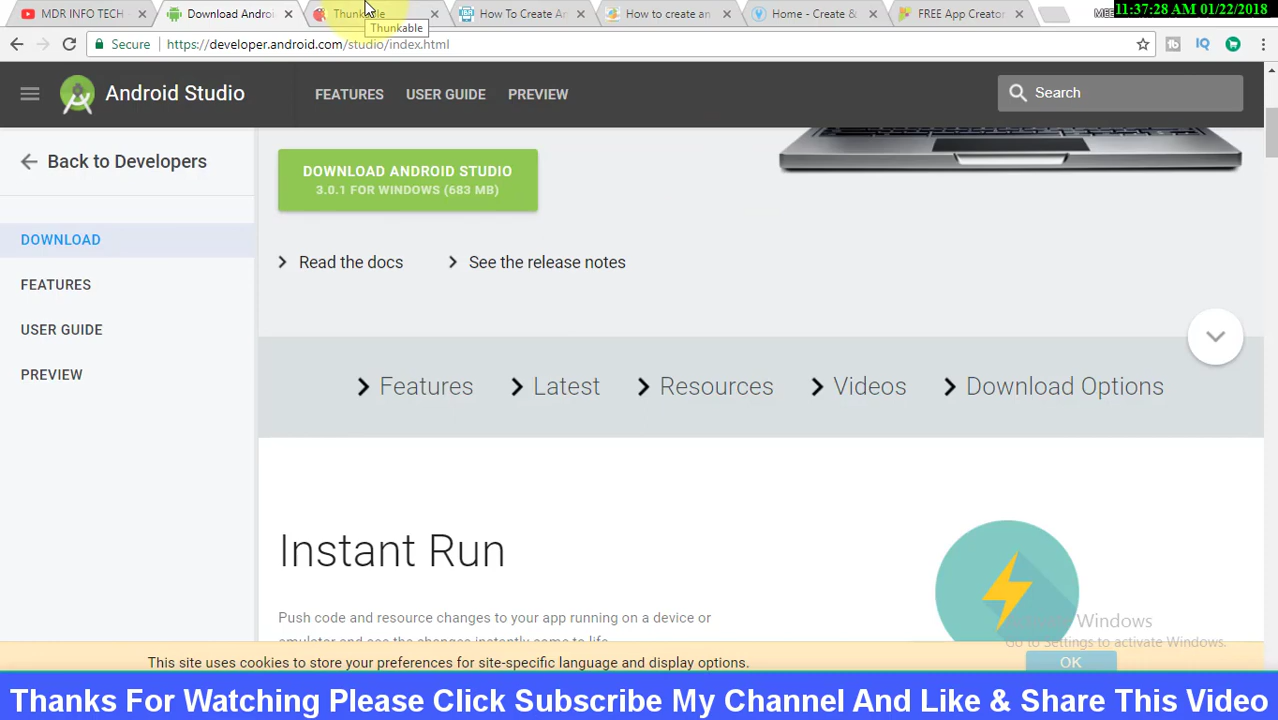 MDR INFO TECH
Download Androi
Thunkable
How To Create An
How to create an
Home - Create &
FREE App Creator
11:37:28 AM 01/22/2018
Thunkable
Secure
https://developer.android.com/studio/index.html
Android Studio
FEATURES
USER GUIDE
PREVIEW
Search
Back to Developers
DOWNLOAD ANDROID STUDIO
3.0.1 FOR WINDOWS (683 MB)
DOWNLOAD
FEATURES
USER GUIDE
PREVIEW
Read the docs
See the release notes
Features
Latest
Resources
Videos
Download Options
Instant Run
Push code and resource changes to your app running on a device or
Windows
Go to Settings to activate Windows.
This site uses cookies to store your preferences for site-specific language and display options.
OK
Thanks For Watching Please Click Subscribe My Channel And Like & Share This Video